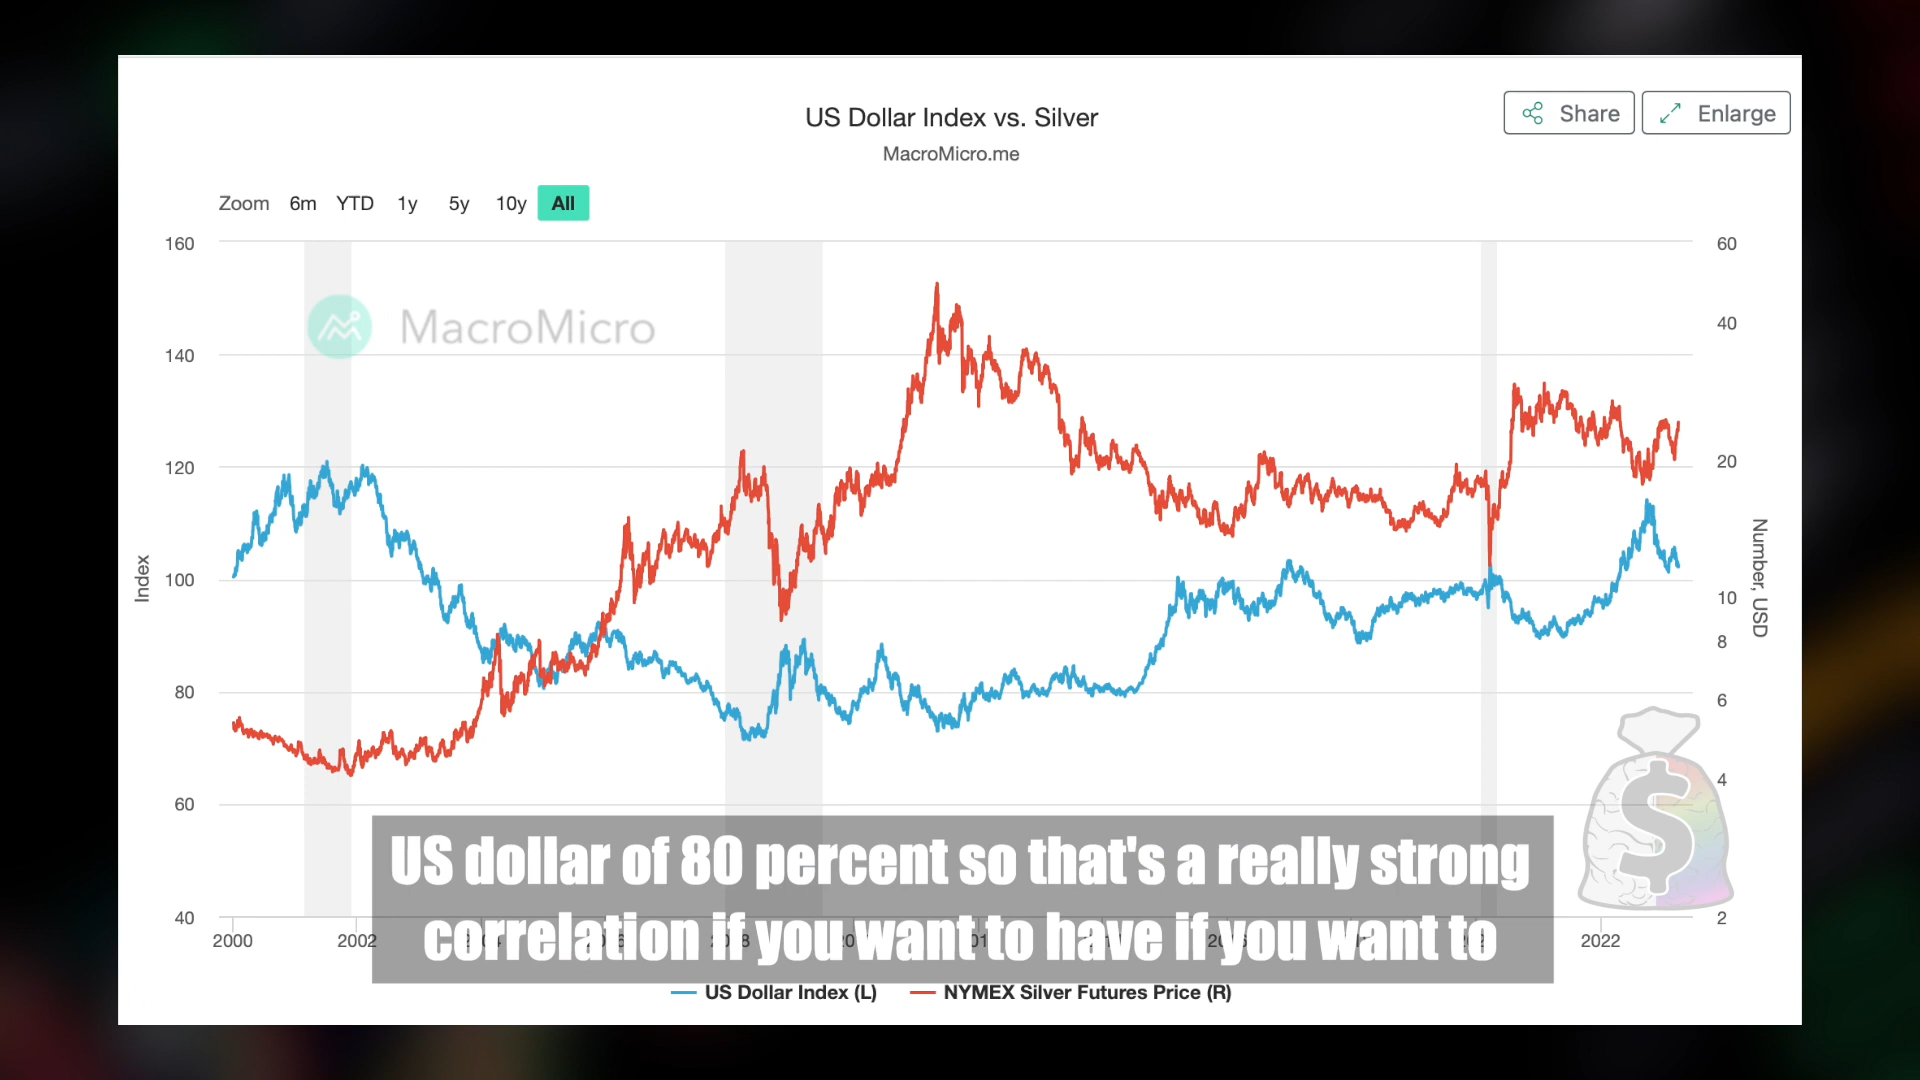 US Dollar Index vs. Silver
MacroMicro.me
Share
Enlarge
Zoom 6m YTD 1y 5y 10y All
160
140
120
100
80
60
40
Index
MacroMicro
60
40
20
10
8
6
4
2
Number, USD
$
US dollar of 80 percent so that's a really strong
correlation if you want to have if you want to
2000 2002 2022
US Dollar Index (L) NYMEX Silver Futures Price (R)